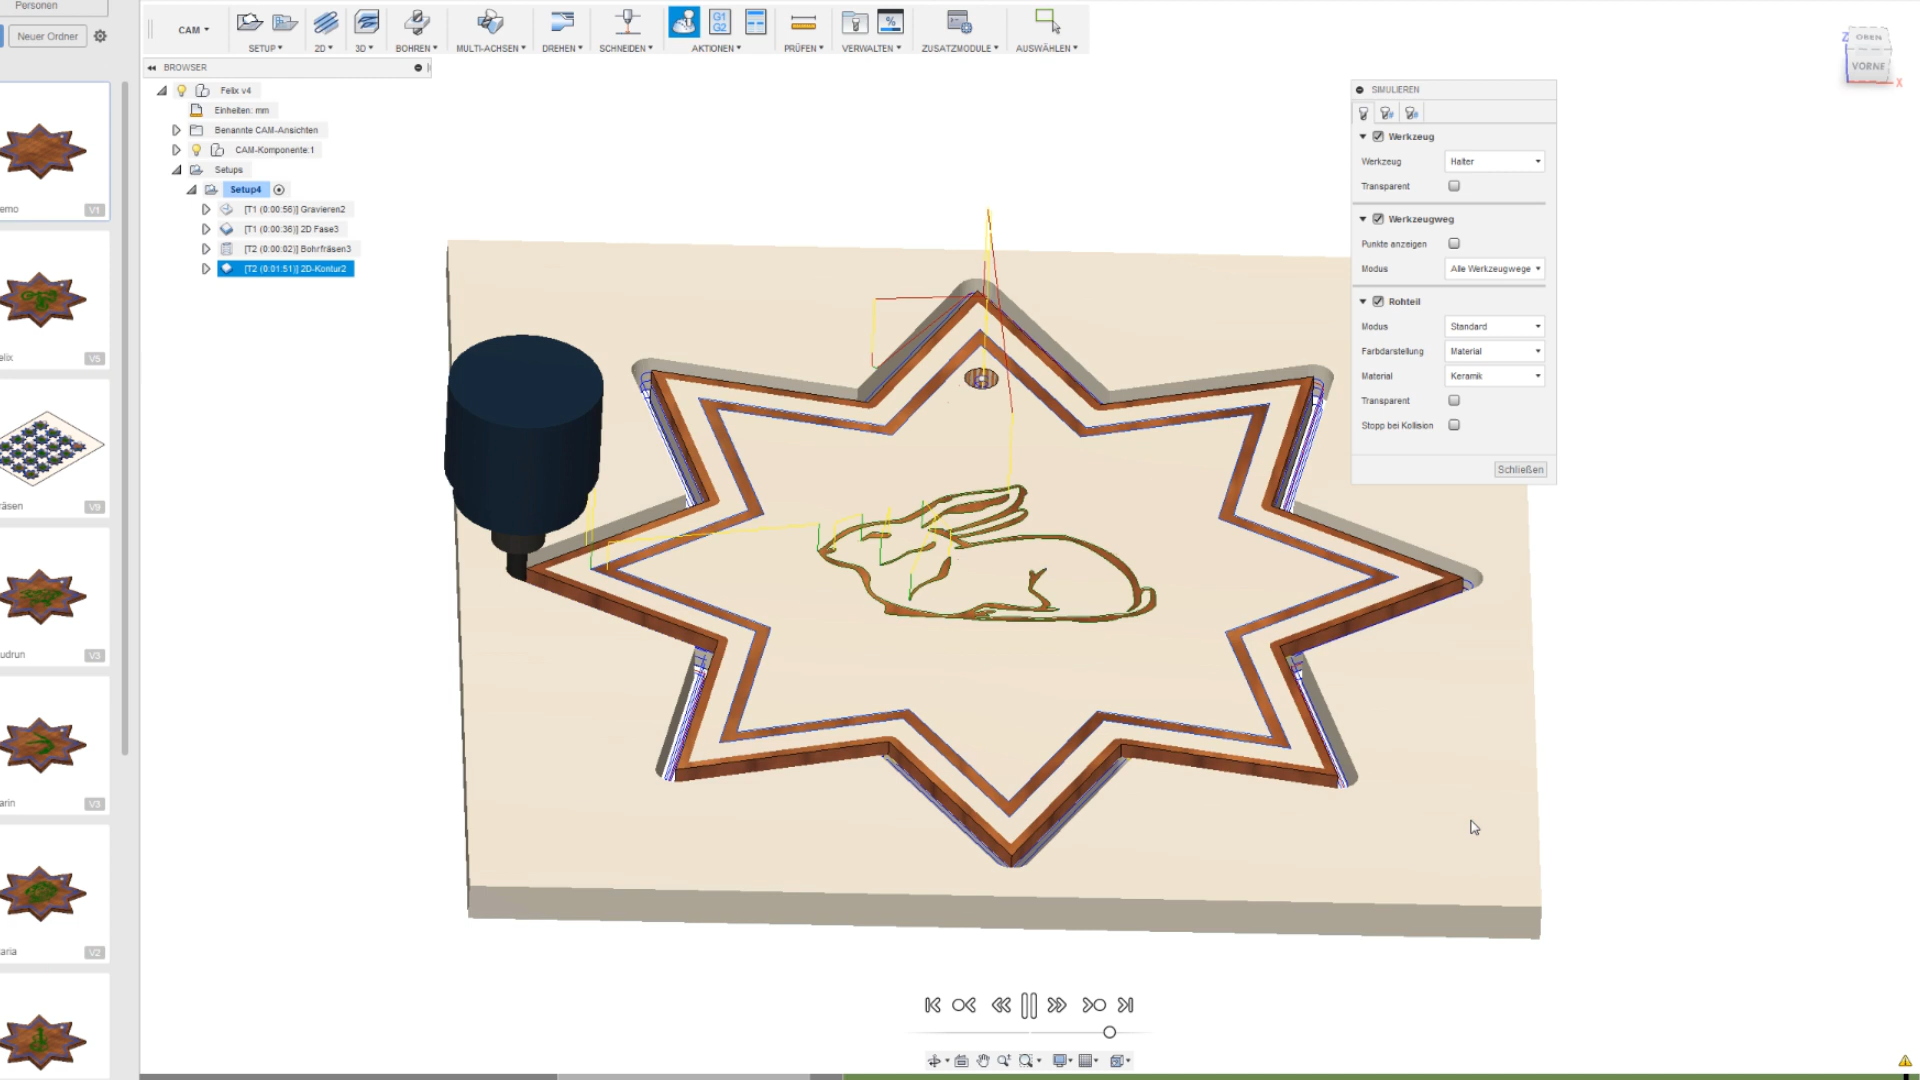 Personen
Neuer Ordner
CAM
SETUP
2D
3D
BOHREN
MULTI-ACHSEN
DREHEN
SCHNEIDEN
G1
G2
AKTIONEN
PRÜFEN
%
VERWALTEN
ZUSATZMODULE
AUSWÄHLEN
BROWSER
Felix v4
Einheiten: mm
Benannte CAM-Ansichten
CAM-Komponente:1
Setups
Setup4
[T1 (0:00:56)] Gravieren2
[T1 (0:00:36)] 2D Fase3
[T2 (0:00:02)] Bohrfräsen3
[T2 (0:01:51)] 2D-Kontur2
emo
V1
elix
V5
räsen
V9
udrun
V3
arin
V3
aria
V2
Z
OBEN
VORNE
X
SIMULIEREN
Werkzeug
Werkzeug
Halter
Transparent
Werkzeugweg
Punkte anzeigen
Modus
Alle Werkzeugwege
Rohteil
Modus
Standard
Farbdarstellung
Material
Material
Keramik
Transparent
Stopp bei Kollision
Schließen